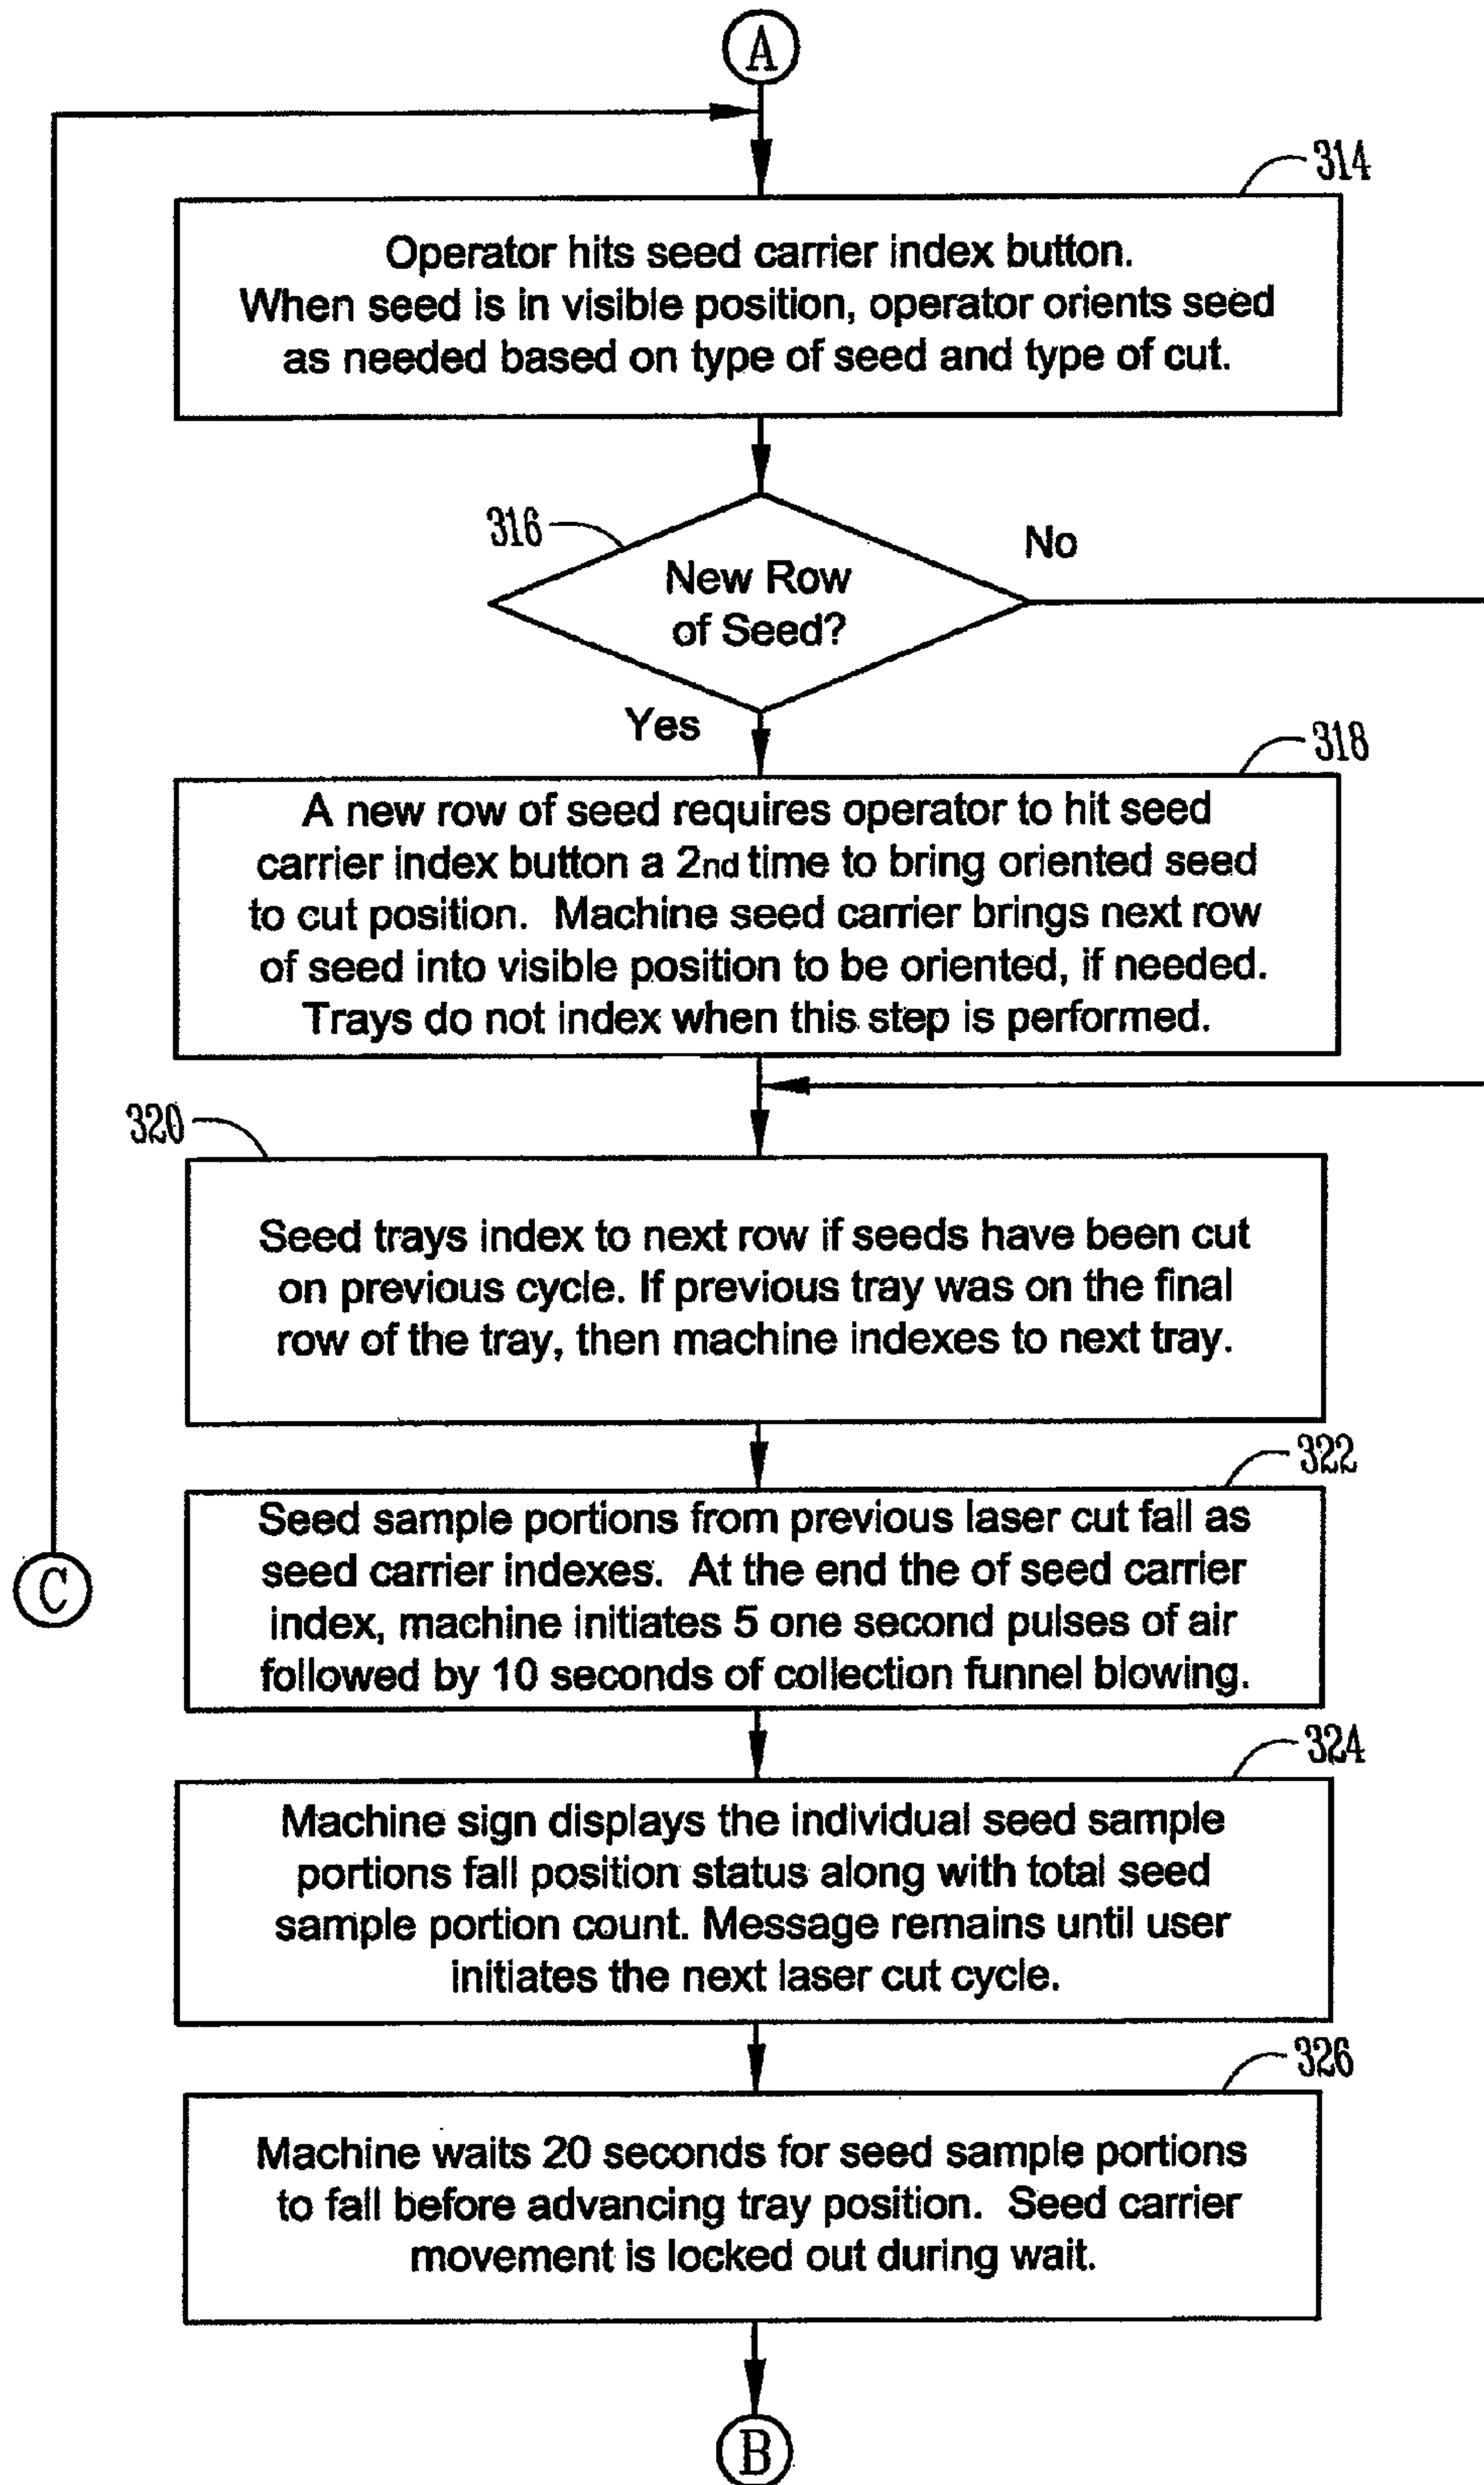 A
314
Operator hits seed carrier index button.
When seed is in visible position, operator orients seed
as needed based on type of seed and type of cut.
316
No
New Row
of Seed?
Yes
318
A new row of seed requires operator to hit seed
carrier index button a 2nd time to bring oriented seed
to cut position. Machine seed carrier brings next row
of seed into visible position to be oriented, if needed.
Trays do not index when this step is performed.
320
Seed trays index to next row if seeds have been cut
on previous cycle. If previous tray was on the final
row of the tray, then machine indexes to next tray.
322
Seed sample portions from previous laser cut fall as
seed carrier indexes. At the end the of seed carrier
index, machine initiates 5 one second pulses of air
followed by 10 seconds of collection funnel blowing.
C
324
Machine sign displays the individual seed sample
portions fall position status along with total seed
sample portion count. Message remains until user
initiates the next laser cut cycle.
326
Machine waits 20 seconds for seed sample portions
to fall before advancing tray position. Seed carrier
movement is locked out during wait.
B